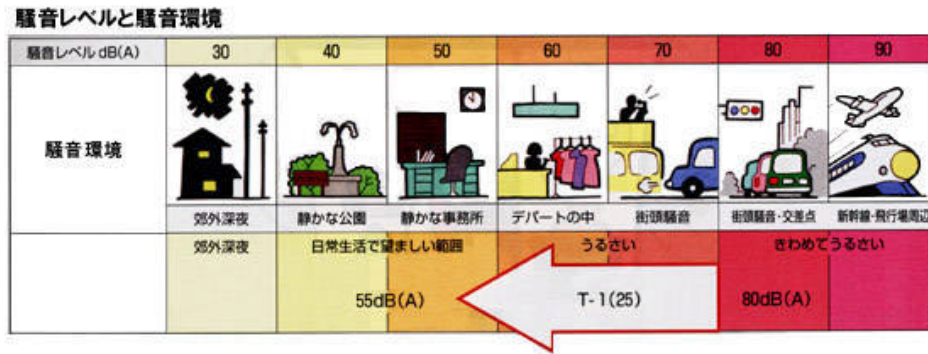 騒音レベルと騒音環境
騒音レベル dB(A) 30 40 50 60 70 80 90
騒音環境
郊外深夜 静かな公園 静かな事務所 デパートの中 街頭騒音 街頭騒音・交差点 新幹線・飛行場周辺
郊外深夜 日常生活で望ましい範囲 うるさい きわめてうるさい
55dB(A) T-1(25) 80dB(A)